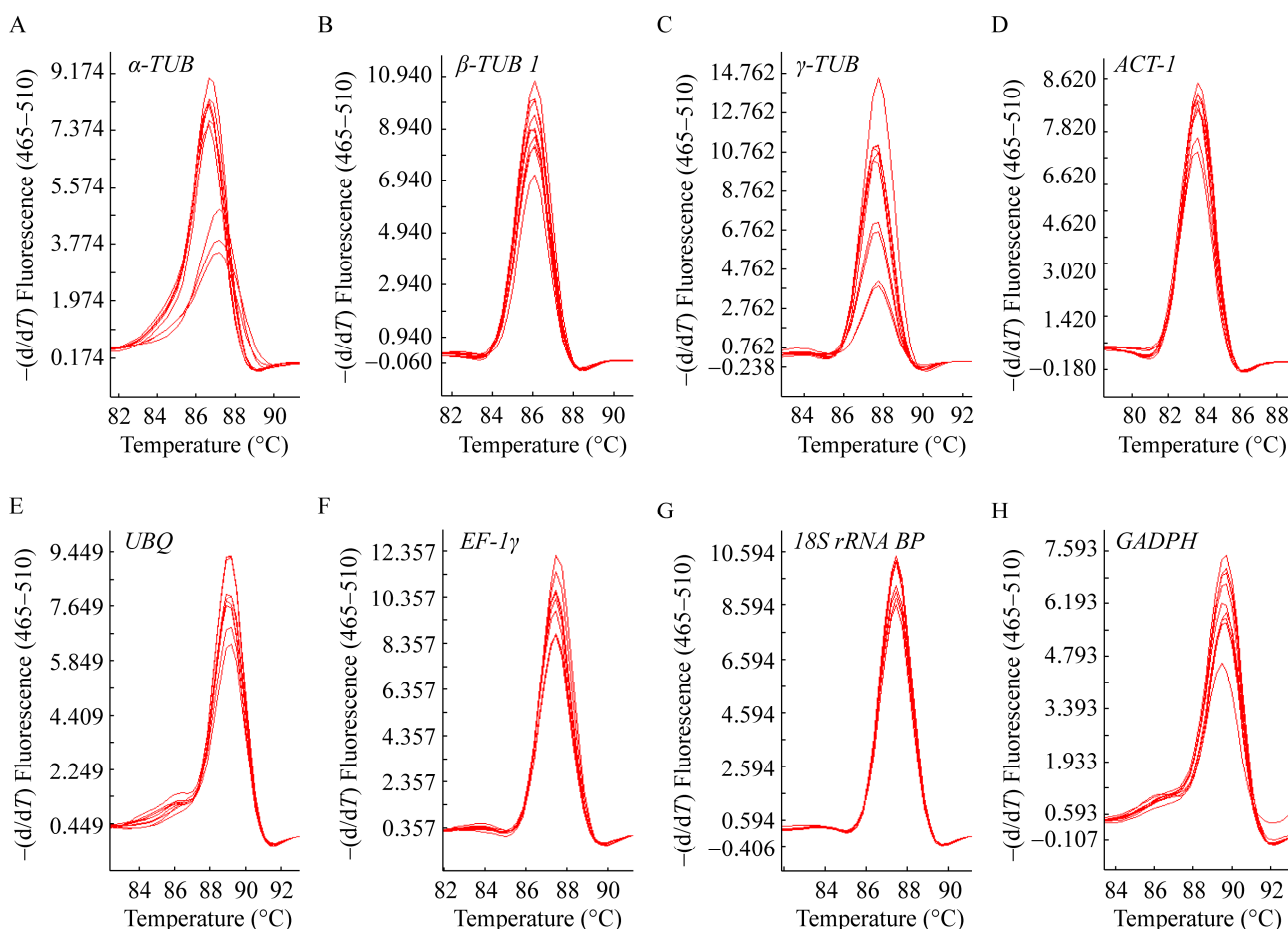 A
α-TUB
−(d/dT) Fluorescence (465−510)
9.174
7.374
5.574
3.774
1.974
0.174
82 84 86 88 90
Temperature (°C)
B
β-TUB 1
−(d/dT) Fluorescence (465−510)
10.940
8.940
6.940
4.940
2.940
0.940
−0.060
82 84 86 88 90
Temperature (°C)
C
γ-TUB
−(d/dT) Fluorescence (465−510)
14.762
12.762
10.762
8.762
6.762
4.762
2.762
0.762
−0.238
84 86 88 90 92
Temperature (°C)
D
ACT-1
−(d/dT) Fluorescence (465−510)
8.620
7.820
6.620
4.620
3.020
1.420
−0.180
80 82 84 86 88
Temperature (°C)
E
UBQ
−(d/dT) Fluorescence (465−510)
9.449
7.649
5.849
4.409
2.249
0.449
84 86 88 90 92
Temperature (°C)
F
EF-1γ
−(d/dT) Fluorescence (465−510)
12.357
10.357
8.357
6.357
4.357
2.357
0.357
84 86 88 90
Temperature (°C)
G
18S rRNA BP
−(d/dT) Fluorescence (465−510)
10.594
8.594
6.594
4.594
2.594
0.594
−0.406
84 86 88 90
Temperature (°C)
H
GADPH
−(d/dT) Fluorescence (465−510)
7.593
6.193
4.793
3.393
1.933
0.593
−0.107
84 86 88 90 92
Temperature (°C)